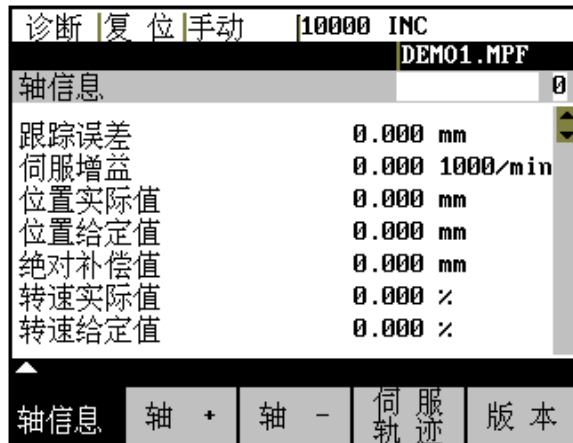 诊断 复 位 手动 10000 INC
DEMO1.MPF
轴信息 0
跟踪误差 0.000 mm
伺服增益 0.000 1000/min
位置实际值 0.000 mm
位置给定值 0.000 mm
绝对补偿值 0.000 mm
转速实际值 0.000 %
转速给定值 0.000 %
轴信息 轴 + 轴 - 伺 服 轨 迹 版 本